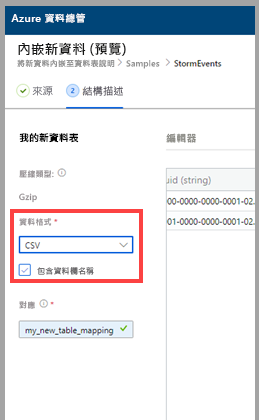 Azure 資料總管
內嵌新資料 (預覽)
將新資料內嵌至資料表說明 > Samples > StormEvents
來源
2 結構描述
我的新資料表
編輯器
壓縮類型:
uid (string)
Gzip
00-0000-0000-0001-02.
資料格式 *
01-0000-0000-0001-02.
CSV
包含資料欄名稱
對應 *
my_new_table_mapping